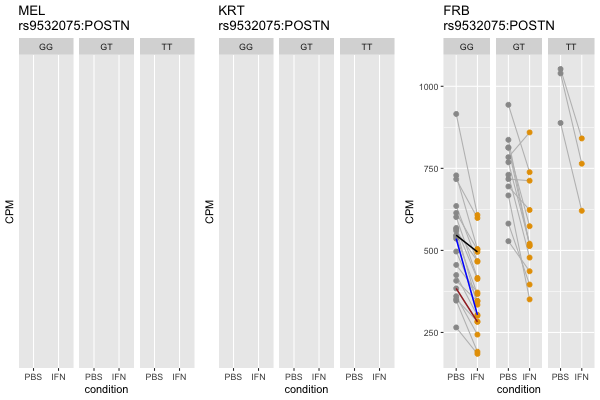 MEL
rs9532075:POSTN
GG GT TT
CPM
PBS IFN PBS IFN PBS IFN
condition
KRT
rs9532075:POSTN
GG GT TT
CPM
PBS IFN PBS IFN PBS IFN
condition
FRB
rs9532075:POSTN
GG GT TT
1000
750
500
250
CPM
PBS IFN PBS IFN PBS IFN
condition